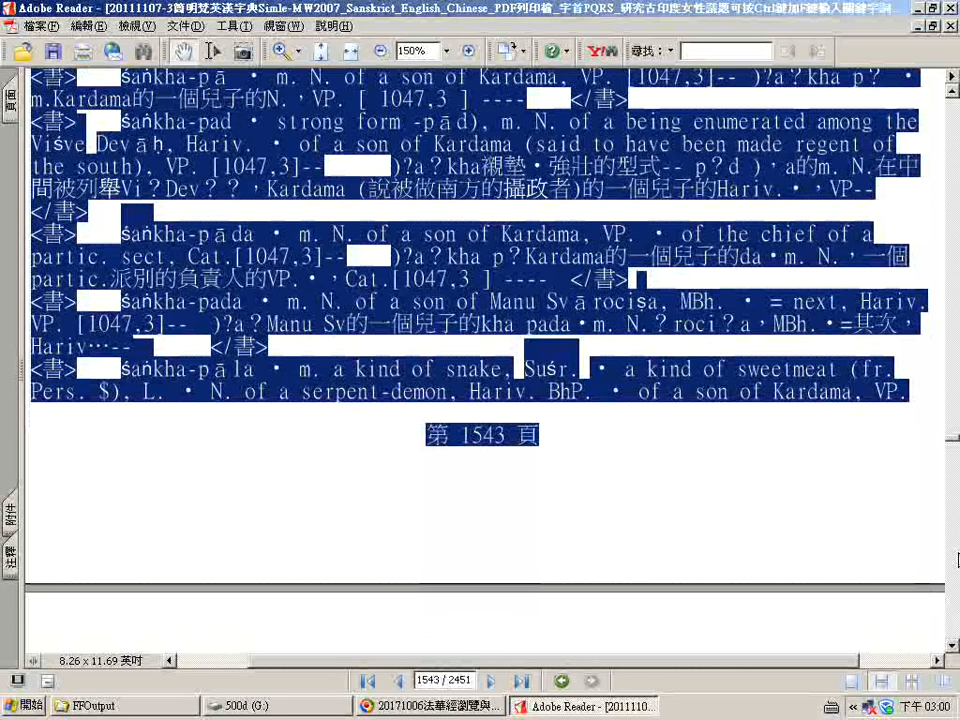 Adobe Reader - [20111107-3簡明梵英漢字典Simle-MW2007_Sanskrict_English_Chinese_PDF列印檔_字首PQRS_研究古印度女性議題可按Ctrl鍵加F鍵輸入關鍵字詞
檔案(F) 編輯(E) 檢視(V) 文件(D) 工具(T) 視窗(W) 說明(H)
150% 尋找：
頁面
<書> śaṅkha-pā • m. N. of a son of Kardama, VP. [1047,3]-- )?a？kha p？ •
m.Kardama的一個兒子的N.，VP. [ 1047,3 ] ---- </書>
<書> śaṅkha-pad • strong form -pād), m. N. of a being enumerated among the
Viśve Devāḥ, Hariv. • of a son of Kardama (said to have been made regent of
the south), VP. [1047,3]-- )?a？kha襯墊•強壯的型式-- p？d )，a的m. N.在中
間被列舉Vi？Dev？？，Kardama (說被做南方的攝政者)的一個兒子的Hariv.•，VP--
</書>
<書> śaṅkha-pāda • m. N. of a son of Kardama, VP. • of the chief of a
partic. sect, Cat.[1047,3]-- )?a？kha p？Kardama的一個兒子的da•m. N.，一個
partic.派別的負責人的VP.•，Cat.[1047,3 ] ---- </書>
<書> śaṅkha-pada • m. N. of a son of Manu Svārociṣa, MBh. • = next, Hariv.
VP. [1047,3]-- )?a？Manu Sv的一個兒子的kha pada•m. N.？roci？a，MBh.•=其次，
Hariv…-- </書>
<書> śaṅkha-pāla • m. a kind of snake, Suśr. • a kind of sweetmeat (fr.
Pers. $), L. • N. of a serpent-demon, Hariv. BhP. • of a son of Kardama, VP.
第 1543 頁
附件
注釋
8.26 x 11.69 英吋
1543 / 2451
開始 FFOutput 500d (G:) 20171006法華經瀏覽與... Adobe Reader - [2011110... 下午 03:00